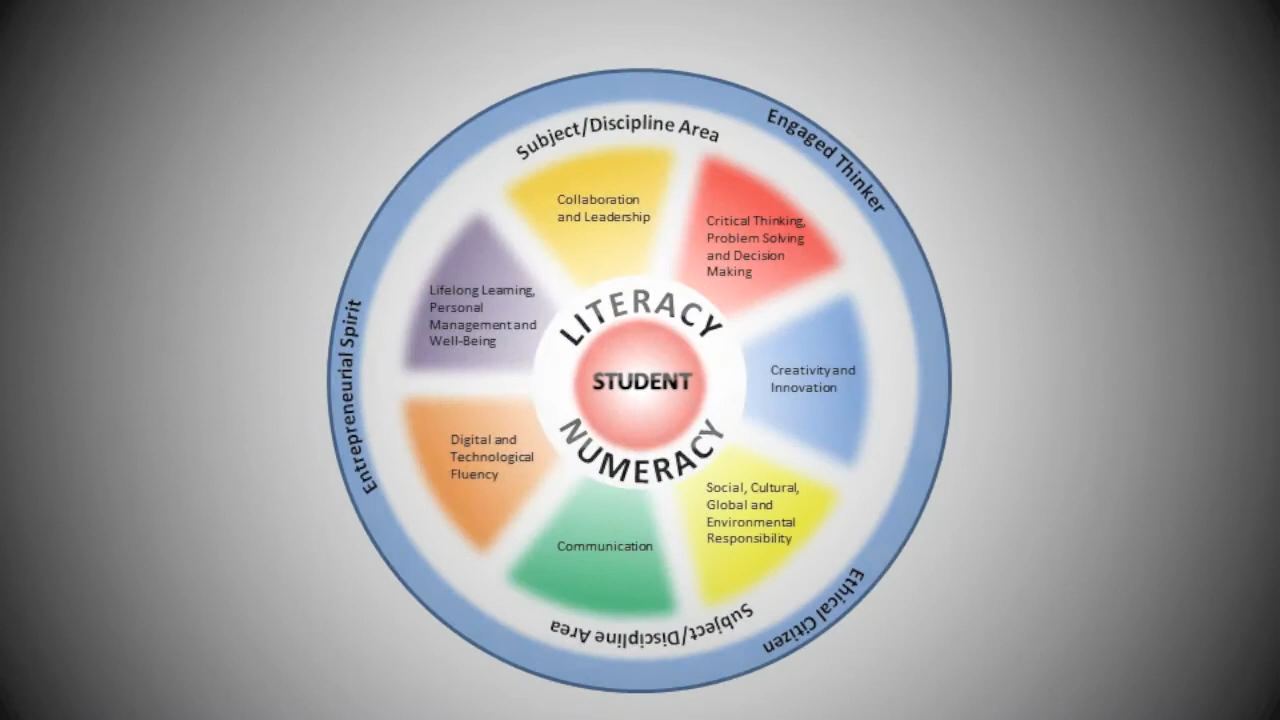 Engaged Thinker
Subject/Discipline Area
Collaboration
and Leadership
Critical Thinking,
Problem Solving
and Decision
Making
Lifelong Learning,
Personal
Management and
Well-Being
LITERACY
STUDENT
NUMERACY
Creativity and
Innovation
Entrepreneurial Spirit
Digital and
Technological
Fluency
Social, Cultural,
Global and
Environmental
Responsibility
Communication
Subject/Discipline Area
Ethical Citizen